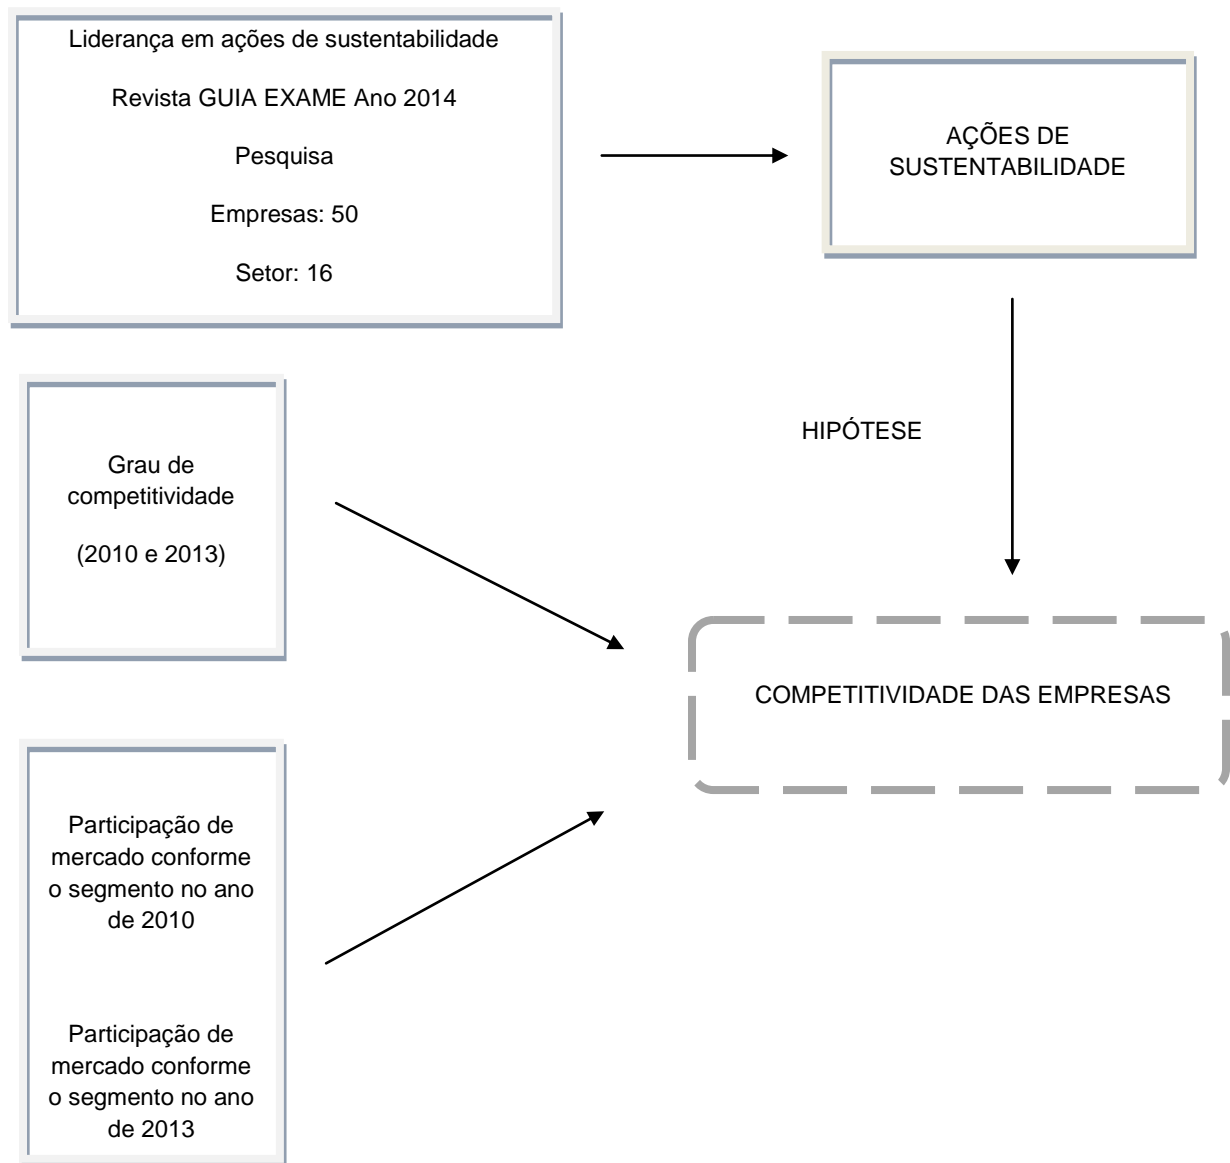 Liderança em ações de sustentabilidade
Revista GUIA EXAME Ano 2014
Pesquisa
Empresas: 50
Setor: 16
AÇÕES DE
SUSTENTABILIDADE
HIPÓTESE
Grau de
competitividade
(2010 e 2013)
COMPETITIVIDADE DAS EMPRESAS
Participação de
mercado conforme
o segmento no ano
de 2010
Participação de
mercado conforme
o segmento no ano
de 2013